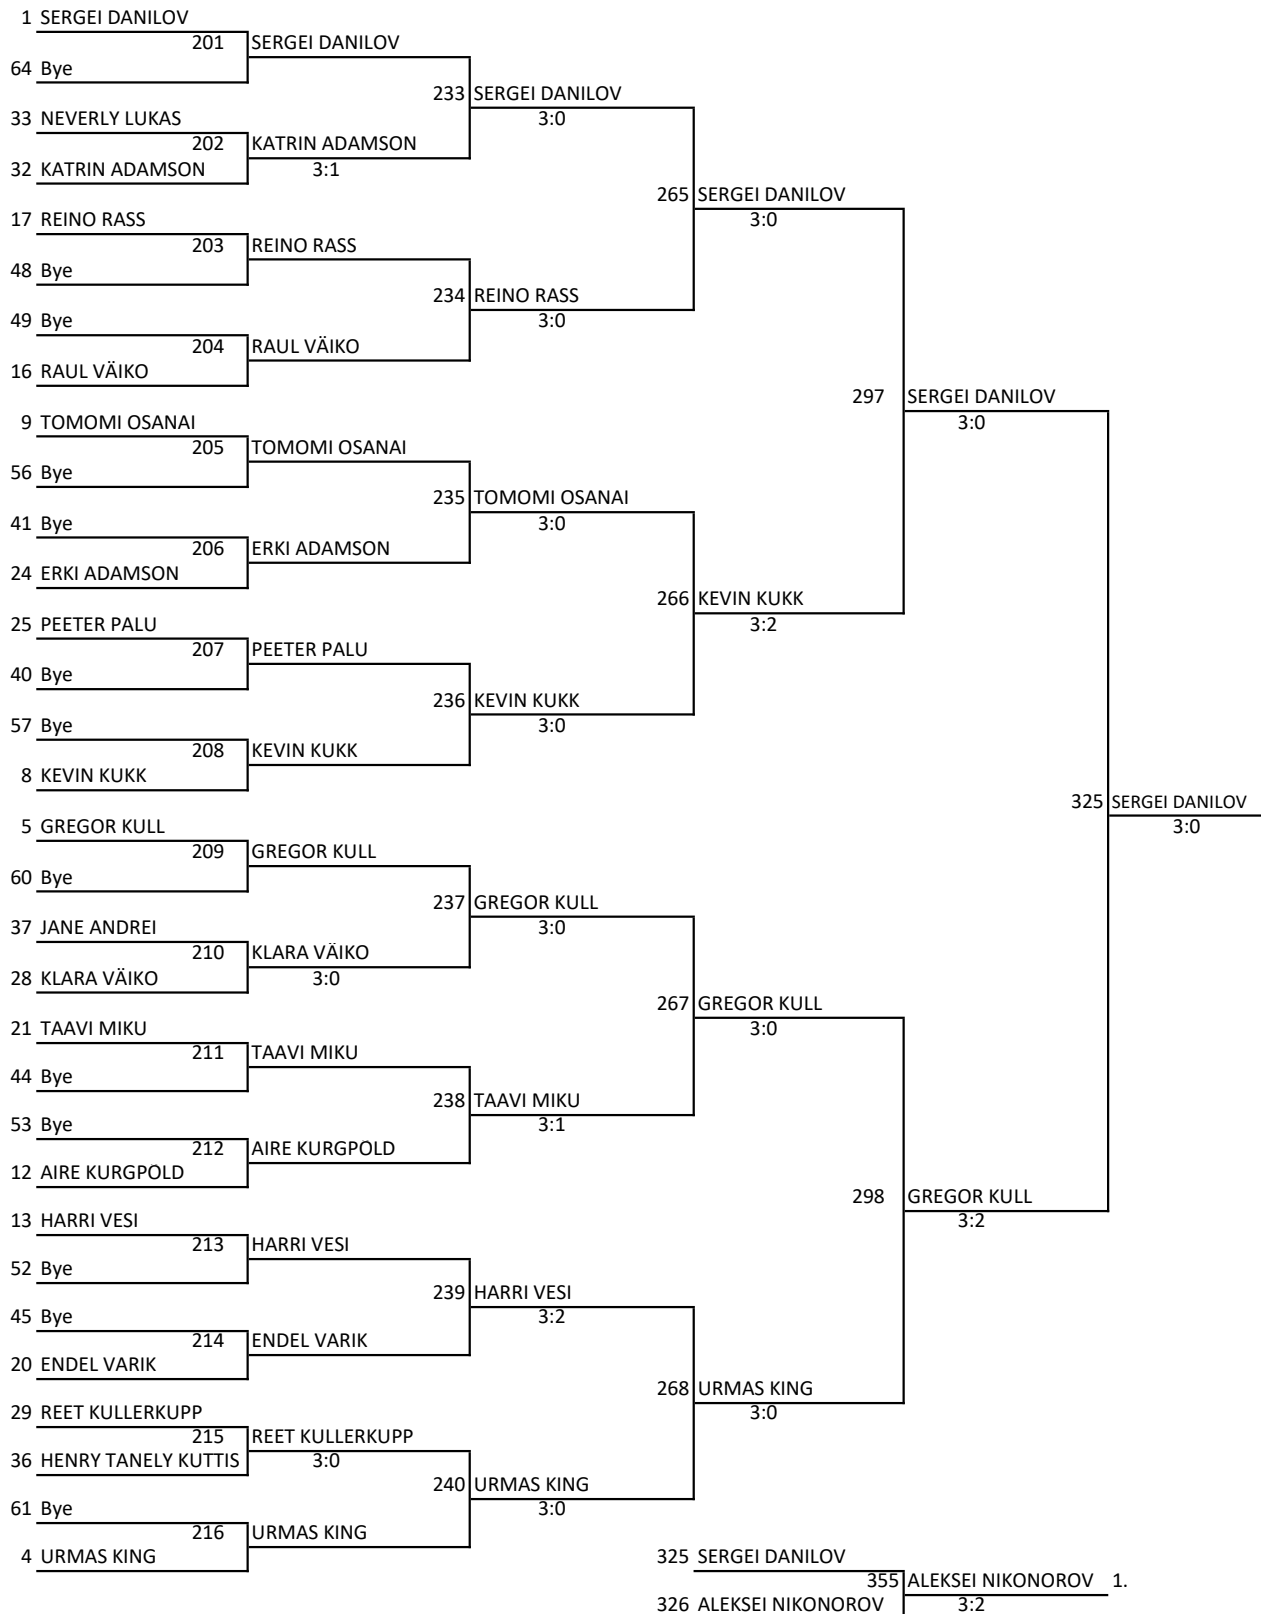 1 SERGEI DANILOV
201 SERGEI DANILOV
64 Bye
233 SERGEI DANILOV
3:0
33 NEVERLY LUKAS
202 KATRIN ADAMSON
32 KATRIN ADAMSON 3:1
265 SERGEI DANILOV
3:0
17 REINO RASS
203 REINO RASS
48 Bye
234 REINO RASS
3:0
49 Bye
204 RAUL VÄIKO
16 RAUL VÄIKO
297 SERGEI DANILOV
3:0
9 TOMOMI OSANAI
205 TOMOMI OSANAI
56 Bye
235 TOMOMI OSANAI
3:0
41 Bye
206 ERKI ADAMSON
24 ERKI ADAMSON
266 KEVIN KUKK
3:2
25 PEETER PALU
207 PEETER PALU
40 Bye
236 KEVIN KUKK
3:0
57 Bye
208 KEVIN KUKK
8 KEVIN KUKK
325 SERGEI DANILOV
3:0
5 GREGOR KULL
209 GREGOR KULL
60 Bye
237 GREGOR KULL
3:0
37 JANE ANDREI
210 KLARA VÄIKO
28 KLARA VÄIKO 3:0
267 GREGOR KULL
3:0
21 TAAVI MIKU
211 TAAVI MIKU
44 Bye
238 TAAVI MIKU
3:1
53 Bye
212 AIRE KURGPOLD
12 AIRE KURGPOLD
298 GREGOR KULL
3:2
13 HARRI VESI
213 HARRI VESI
52 Bye
239 HARRI VESI
3:2
45 Bye
214 ENDEL VARIK
20 ENDEL VARIK
268 URMAS KING
3:0
29 REET KULLERKUPP
215 REET KULLERKUPP
36 HENRY TANELY KUTTIS 3:0
240 URMAS KING
3:0
61 Bye
216 URMAS KING
4 URMAS KING
325 SERGEI DANILOV
355 ALEKSEI NIKONOROV 1.
326 ALEKSEI NIKONOROV 3:2